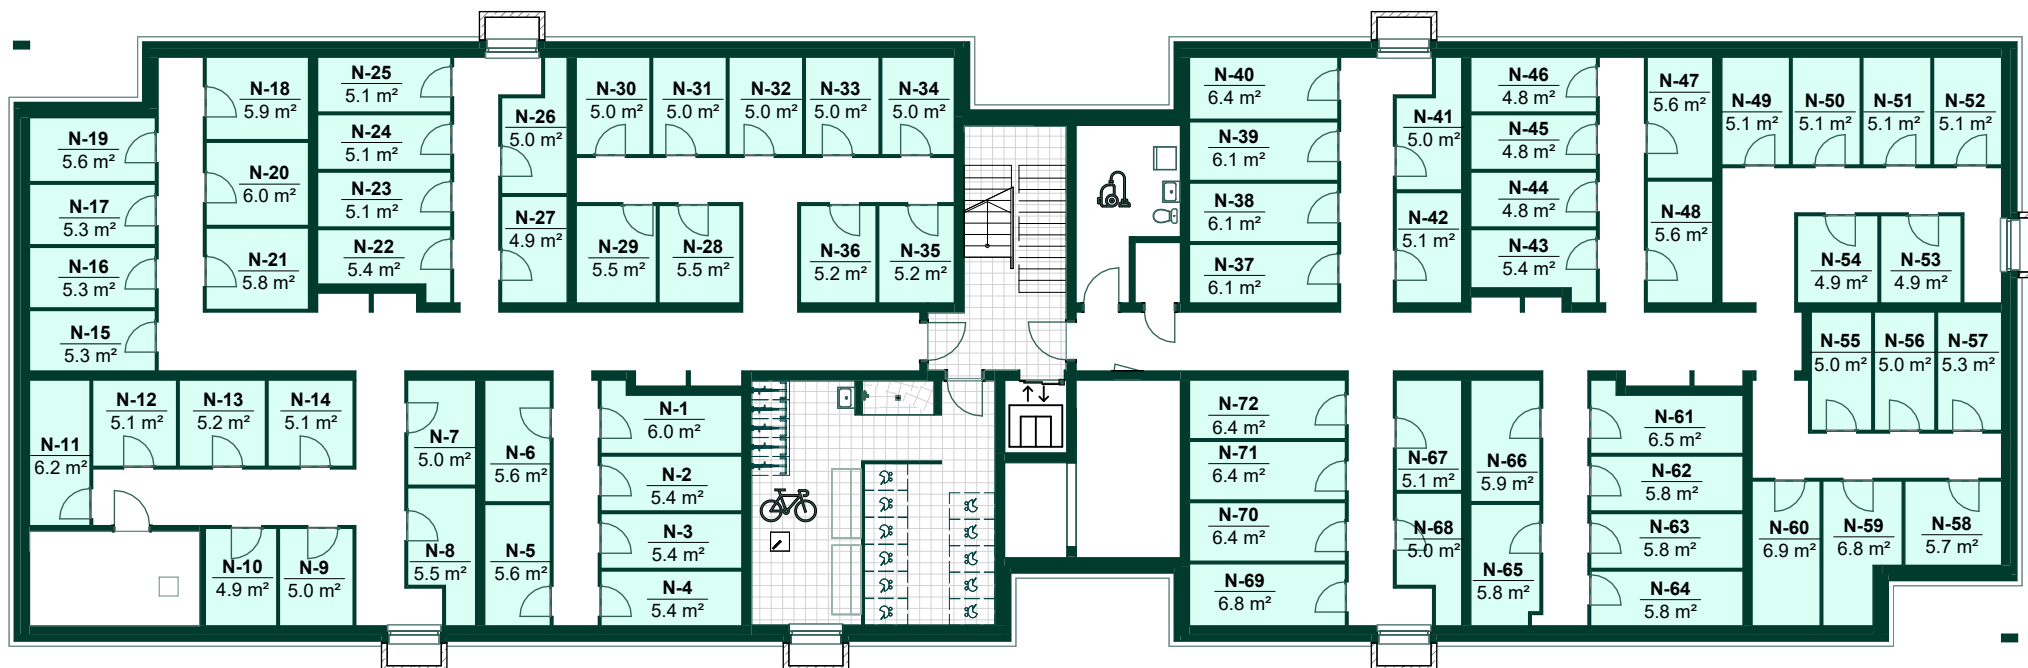 N-25
5.1 m²
N-18
5.9 m²
N-30
5.0 m²
N-31
5.0 m²
N-32
5.0 m²
N-33
5.0 m²
N-34
5.0 m²
N-40
6.4 m²
N-46
4.8 m²
N-47
5.6 m²
N-49
5.1 m²
N-50
5.1 m²
N-51
5.1 m²
N-52
5.1 m²
N-26
5.0 m²
N-41
5.0 m²
N-19
5.6 m²
N-24
5.1 m²
N-39
6.1 m²
N-45
4.8 m²
N-20
6.0 m²
N-23
5.1 m²
N-44
4.8 m²
N-17
5.3 m²
N-38
6.1 m²
N-27
4.9 m²
N-42
5.1 m²
N-48
5.6 m²
N-22
5.4 m²
N-29
5.5 m²
N-28
5.5 m²
N-36
5.2 m²
N-35
5.2 m²
N-43
5.4 m²
N-16
5.3 m²
N-21
5.8 m²
N-37
6.1 m²
N-54
4.9 m²
N-53
4.9 m²
N-15
5.3 m²
N-55
5.0 m²
N-56
5.0 m²
N-57
5.3 m²
N-12
5.1 m²
N-13
5.2 m²
N-14
5.1 m²
N-1
6.0 m²
N-72
6.4 m²
N-61
6.5 m²
N-11
6.2 m²
N-7
5.0 m²
N-6
5.6 m²
N-71
6.4 m²
N-67
5.1 m²
N-66
5.9 m²
N-2
5.4 m²
N-62
5.8 m²
N-3
5.4 m²
N-70
6.4 m²
N-68
5.0 m²
N-63
5.8 m²
N-60
6.9 m²
N-59
6.8 m²
N-58
5.7 m²
N-10
4.9 m²
N-9
5.0 m²
N-8
5.5 m²
N-5
5.6 m²
N-4
5.4 m²
N-69
6.8 m²
N-65
5.8 m²
N-64
5.8 m²